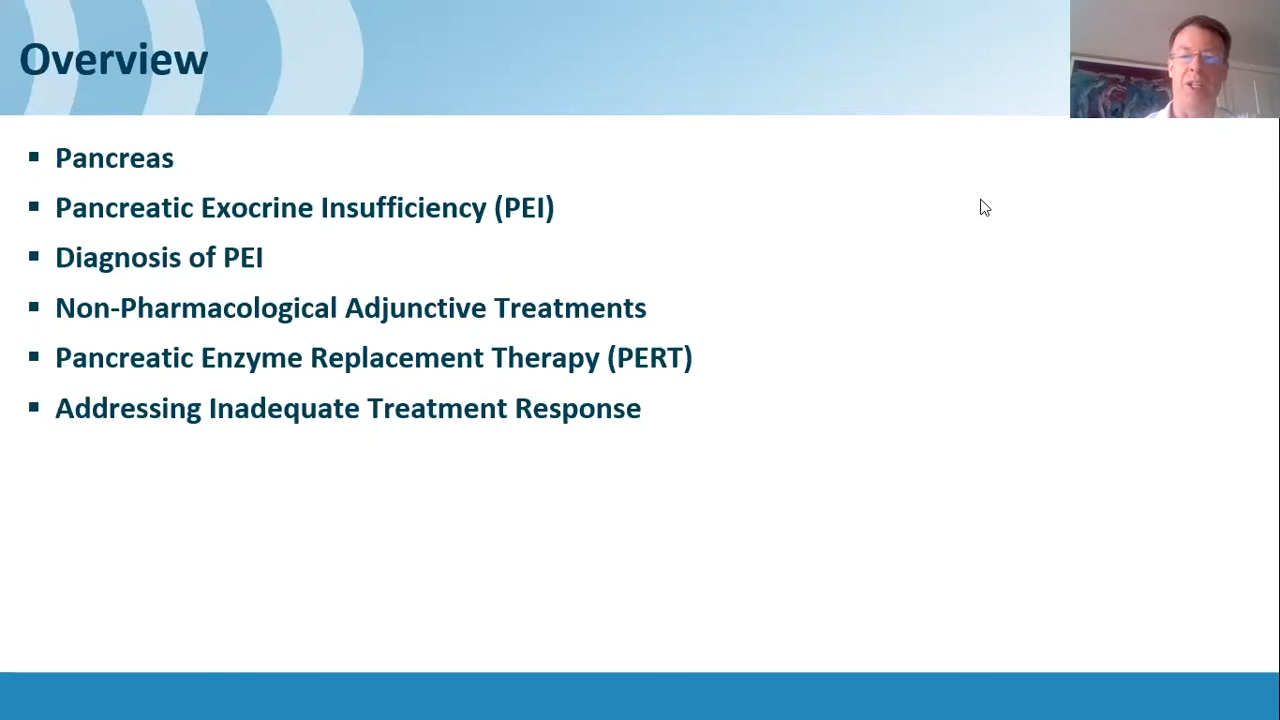 Overview
Pancreas
Pancreatic Exocrine Insufficiency (PEI)
Diagnosis of PEI
Non-Pharmacological Adjunctive Treatments
Pancreatic Enzyme Replacement Therapy (PERT)
Addressing Inadequate Treatment Response